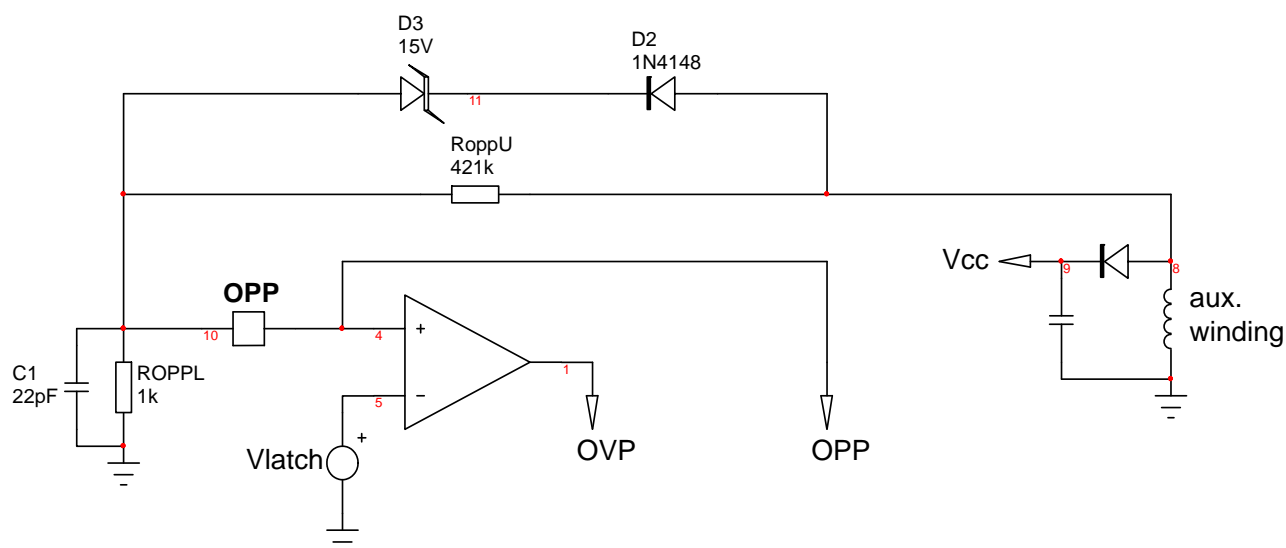 D3
15V
D2
1N4148
11
RoppU
421k
Vcc
9
8
aux.
winding
OPP
10
4
+
1
C1
22pF
ROPPL
1k
5
−
+
Vlatch
OVP
OPP